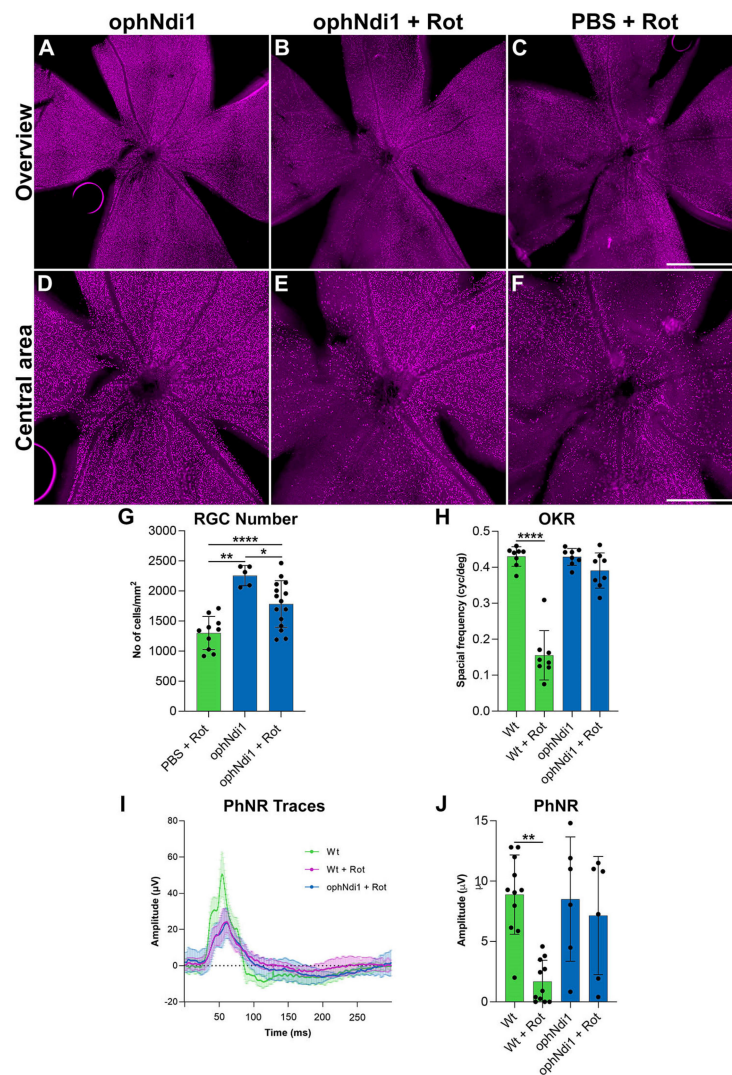 ophNdi1 ophNdi1 + Rot PBS + Rot
Overview
A B C
Central area
D E F
G RGC Number
No of cells/mm²
3000
2500
2000
1500
1000
500
0
**** 
** *
PBS + Rot
ophNdi1
ophNdi1 + Rot
H OKR
Spacial frequency (cyc/deg)
0.5
0.4
0.3
0.2
0.1
0.0
****
Wt
Wt + Rot
ophNdi1
ophNdi1 + Rot
I PhNR Traces
Amplitude (µV)
80
60
40
20
0
-20
Wt
Wt + Rot
ophNdi1 + Rot
50 100 150 200 250
Time (ms)
J PhNR
Amplitude (µV)
15
10
5
0
**
Wt
Wt + Rot
ophNdi1
ophNdi1 + Rot